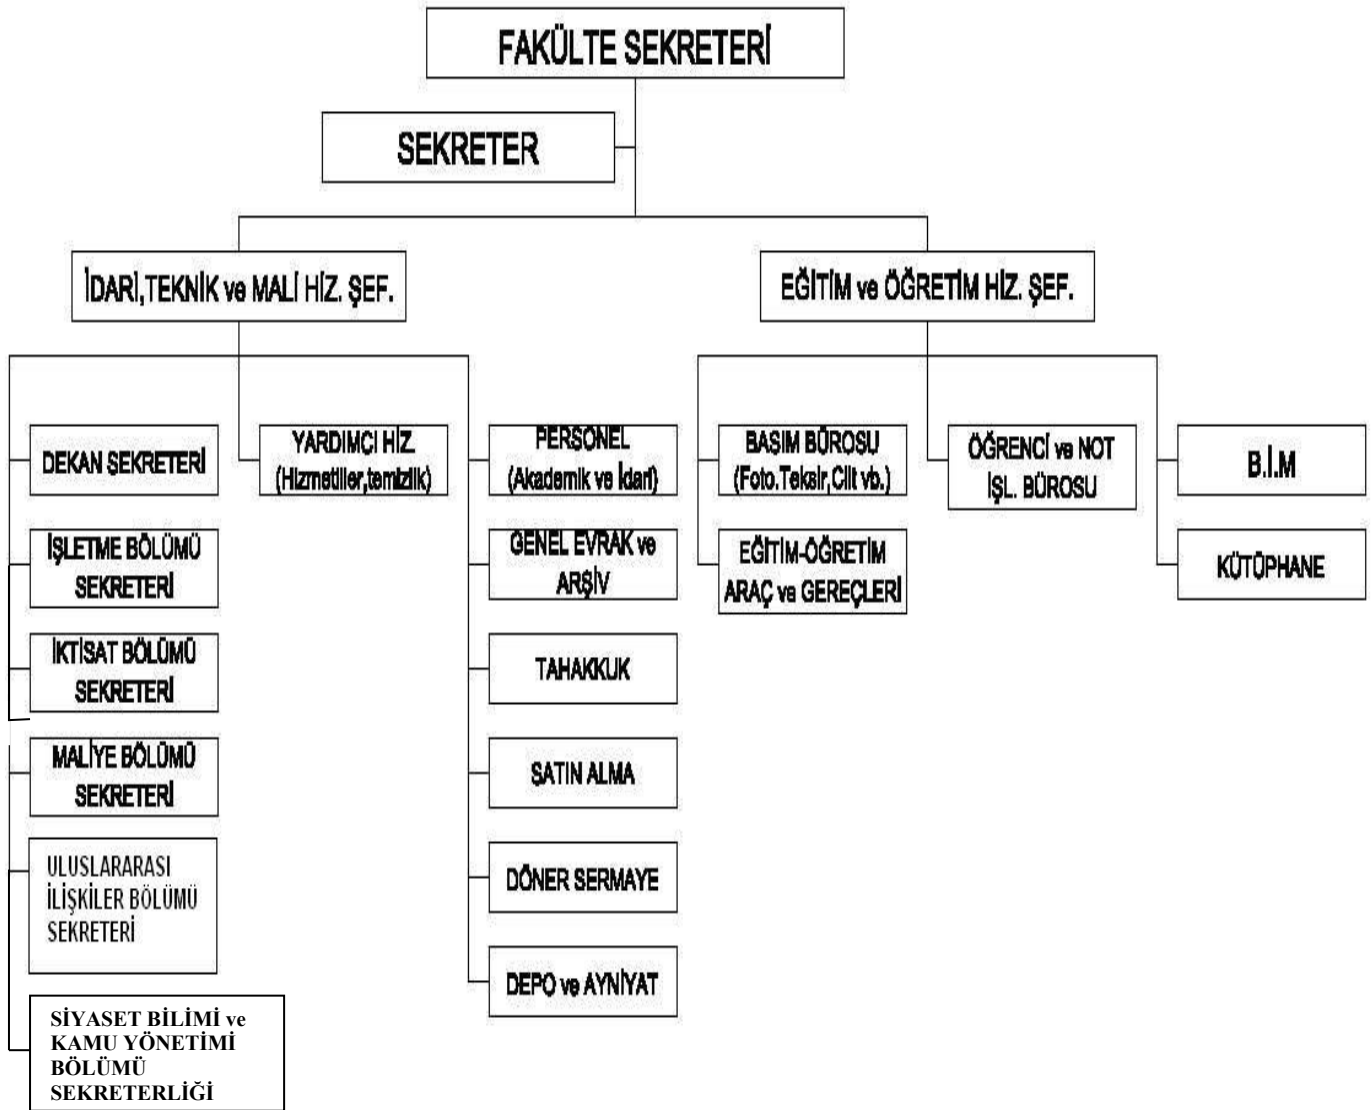 FAKÜLTE SEKRETERİ
SEKRETER
İDARİ,TEKNİK ve MALİ HİZ. ŞEF.
EĞİTİM ve ÖĞRETİM HİZ. ŞEF.
DEKAN SEKRETERİ
İŞLETME BÖLÜMÜ
SEKRETERİ
İKTİSAT BÖLÜMÜ
SEKRETERİ
MALİYE BÖLÜMÜ
SEKRETERİ
ULUSLARARASI
İLİŞKİLER BÖLÜMÜ
SEKRETERİ
SİYASET BİLİMİ ve
KAMU YÖNETİMİ
BÖLÜMÜ
SEKRETERLİĞİ
YARDIMCI HİZ.
(Hizmetliler,temizlik)
PERSONEL
(Akademik ve İdari)
GENEL EVRAK ve
ARŞİV
TAHAKKUK
SATIN ALMA
DÖNER SERMAYE
DEPO ve AYNİYAT
BASIM BÜROSU
(Foto.Teksir,Cilt vb.)
EĞİTİM-ÖĞRETİM
ARAÇ ve GEREÇLERİ
ÖĞRENCİ ve NOT
İŞL. BÜROSU
B.İ.M
KÜTÜPHANE